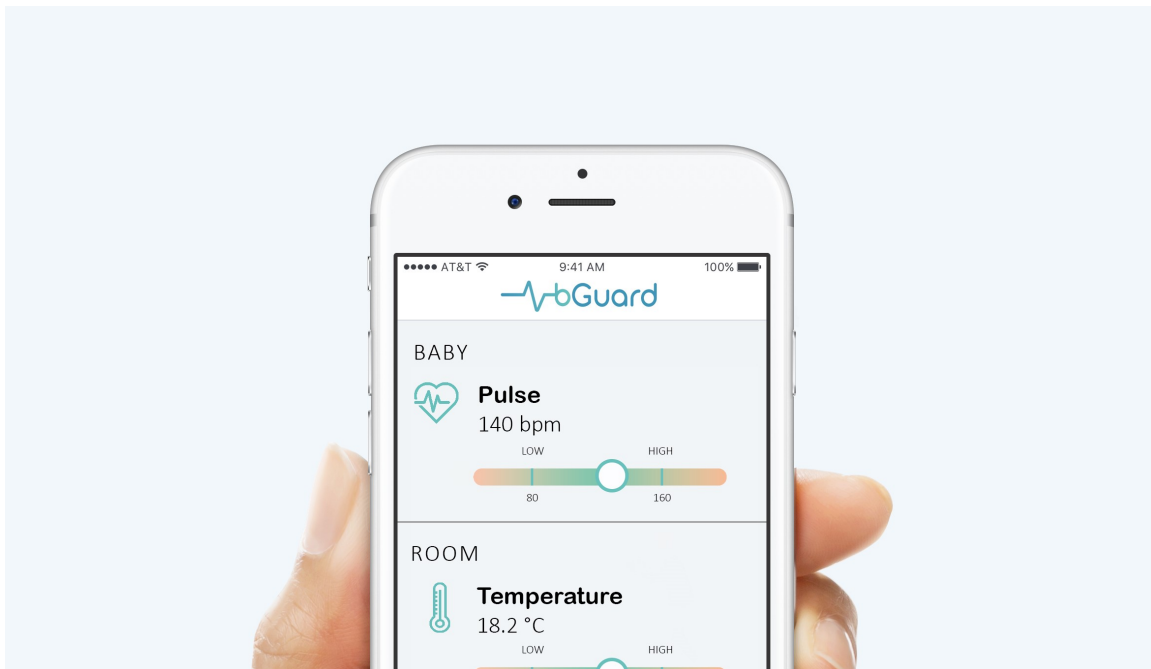 AT&T 9:41 AM 100%
bGuard
BABY
Pulse
140 bpm
LOW HIGH
80 160
ROOM
Temperature
18.2 °C
LOW HIGH